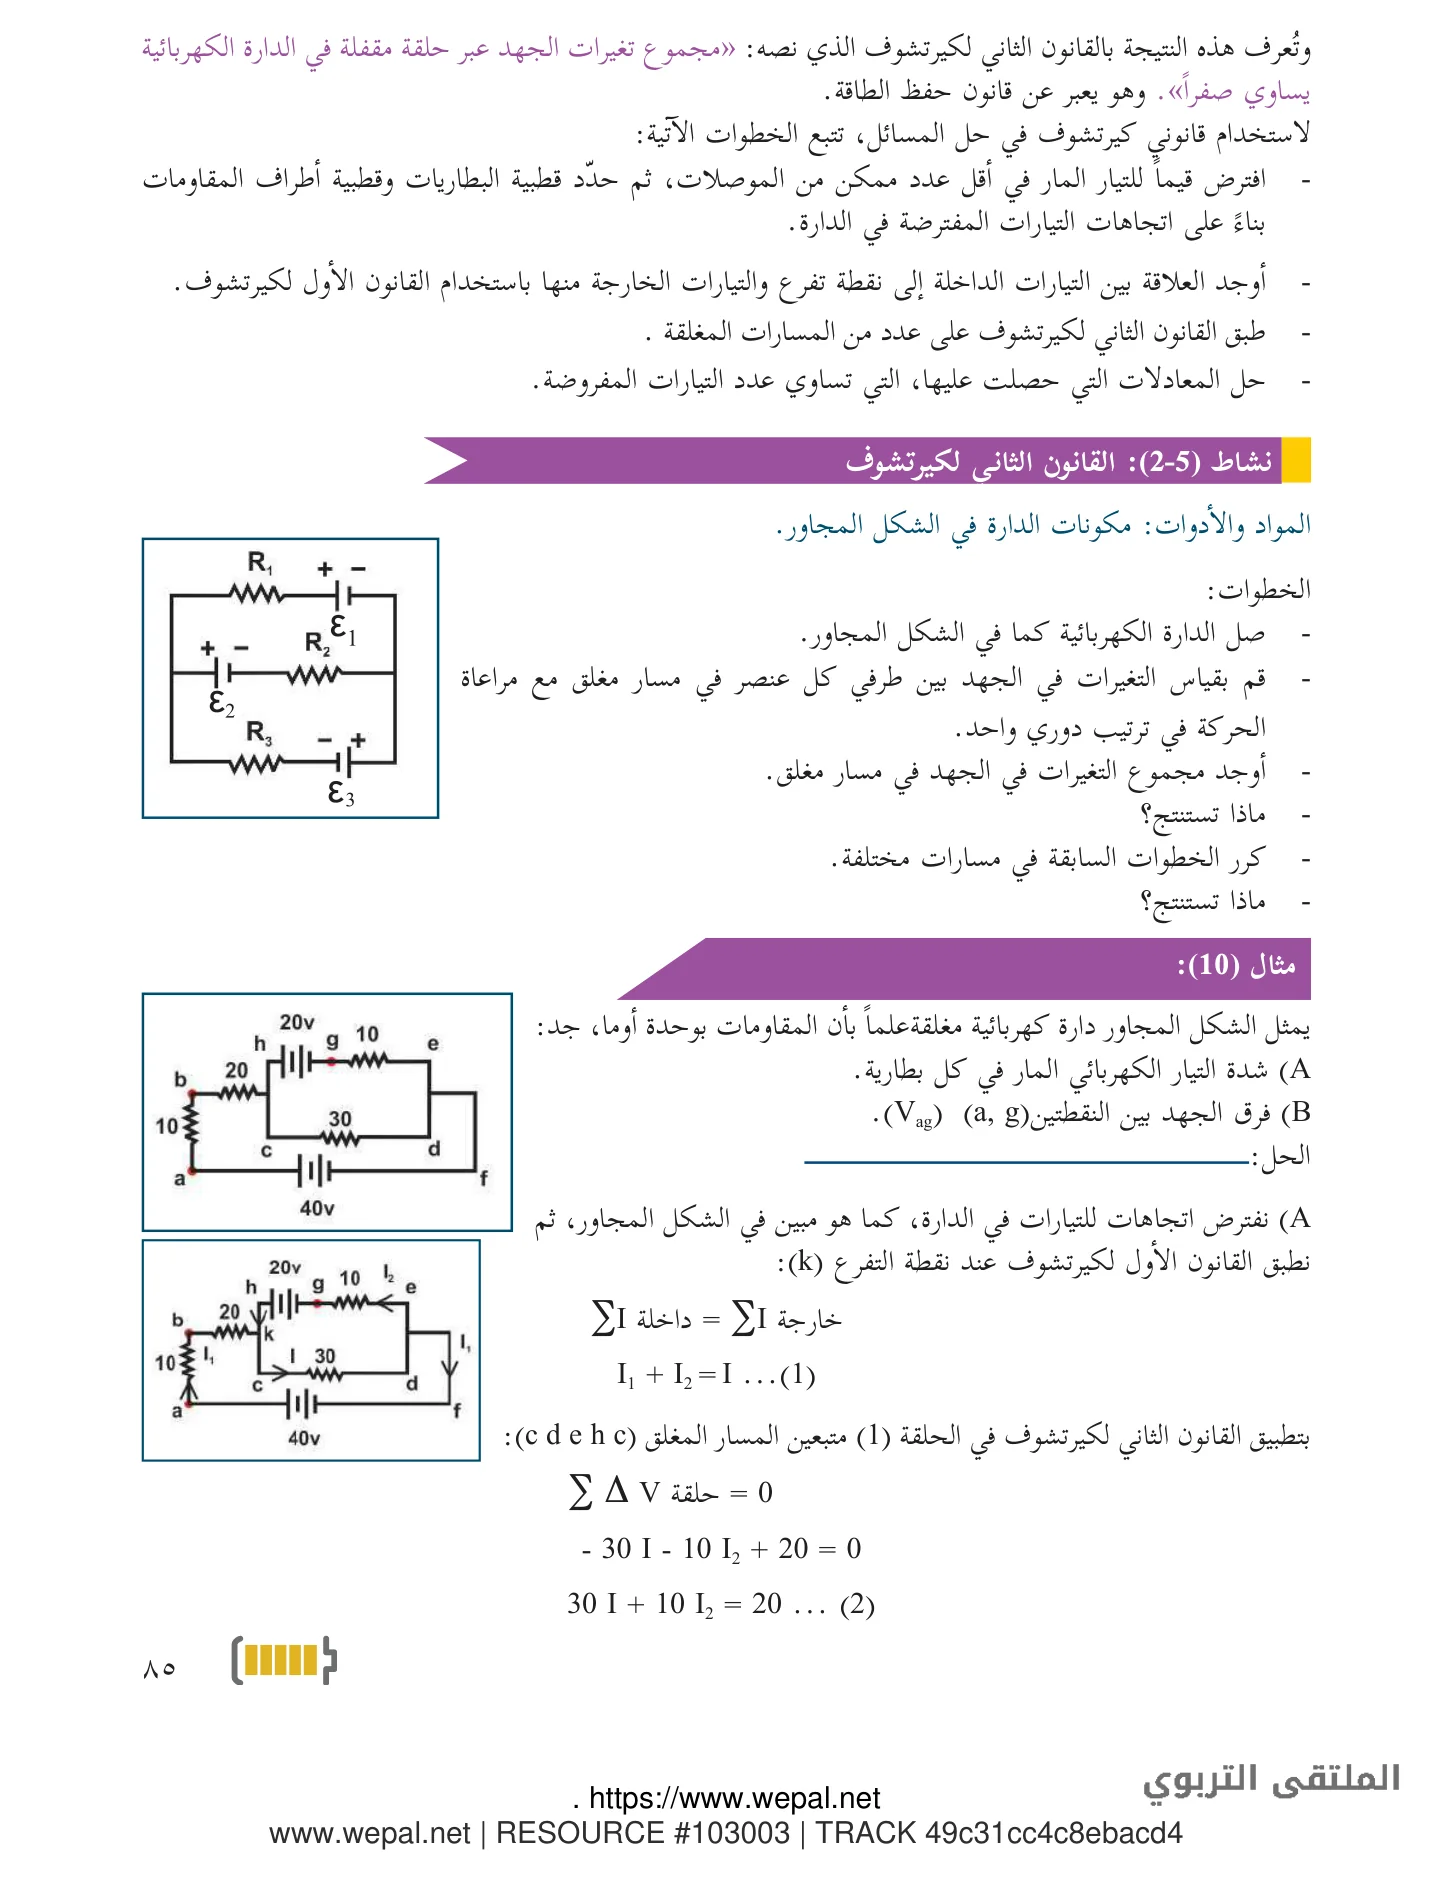 وتُعرف هذه النتيجة بالقانون الثاني لكيرتشوف الذي نصه: «مجموع تغيرات الجهد عبر حلقة مقفلة في الدارة الكهربائية
يساوي صفراً». وهو يعبر عن قانون حفظ الطاقة.
لاستخدام قانوني كيرتشوف في حل المسائل، تتبع الخطوات الآتية:
- افترض قيماً للتيار المار في أقل عدد ممكن من الموصلات، ثم حدّد قطبية البطاريات وقطبية أطراف المقاومات
بناءً على اتجاهات التيارات المفترضة في الدارة.
- أوجد العلاقة بين التيارات الداخلة إلى نقطة تفرع والتيارات الخارجة منها باستخدام القانون الأول لكيرتشوف.
- طبق القانون الثاني لكيرتشوف على عدد من المسارات المغلقة .
- حل المعادلات التي حصلت عليها، التي تساوي عدد التيارات المفروضة.
نشاط (5-2): القانون الثاني لكيرتشوف
المواد والأدوات: مكونات الدارة في الشكل المجاور.
R₁ + −
ε1
+ − R₂
ε2
R₃ − +
ε3
الخطوات:
- صل الدارة الكهربائية كما في الشكل المجاور.
- قم بقياس التغيرات في الجهد بين طرفي كل عنصر في مسار مغلق مع مراعاة
الحركة في ترتيب دوري واحد.
- أوجد مجموع التغيرات في الجهد في مسار مغلق.
- ماذا تستنتج؟
- كرر الخطوات السابقة في مسارات مختلفة.
- ماذا تستنتج؟
مثال (10):
يمثل الشكل المجاور دارة كهربائية مغلقةعلماً بأن المقاومات بوحدة أوما، جد:
A) شدة التيار الكهربائي المار في كل بطارية.
B) فرق الجهد بين النقطتين(a, g) (Vag).
الحل:
20v
h g 10 e
b 20
10 30
c d
a f
40v
A) نفترض اتجاهات للتيارات في الدارة، كما هو مبين في الشكل المجاور، ثم
نطبق القانون الأول لكيرتشوف عند نقطة التفرع (k):
20v I₂
h g 10 e
b 20 k
10 I₁ I 30 I₁
c d
a f
40v
∑I داخلة = ∑I خارجة
I₁ + I₂ = I ...(1)
بتطبيق القانون الثاني لكيرتشوف في الحلقة (1) متبعين المسار المغلق (c d e h c):
∑ Δ V حلقة = 0
- 30 I - 10 I₂ + 20 = 0
30 I + 10 I₂ = 20 ... (2)
٨٥
الملتقى التربوي
. https://www.wepal.net
www.wepal.net | RESOURCE #103003 | TRACK 49c31cc4c8ebacd4